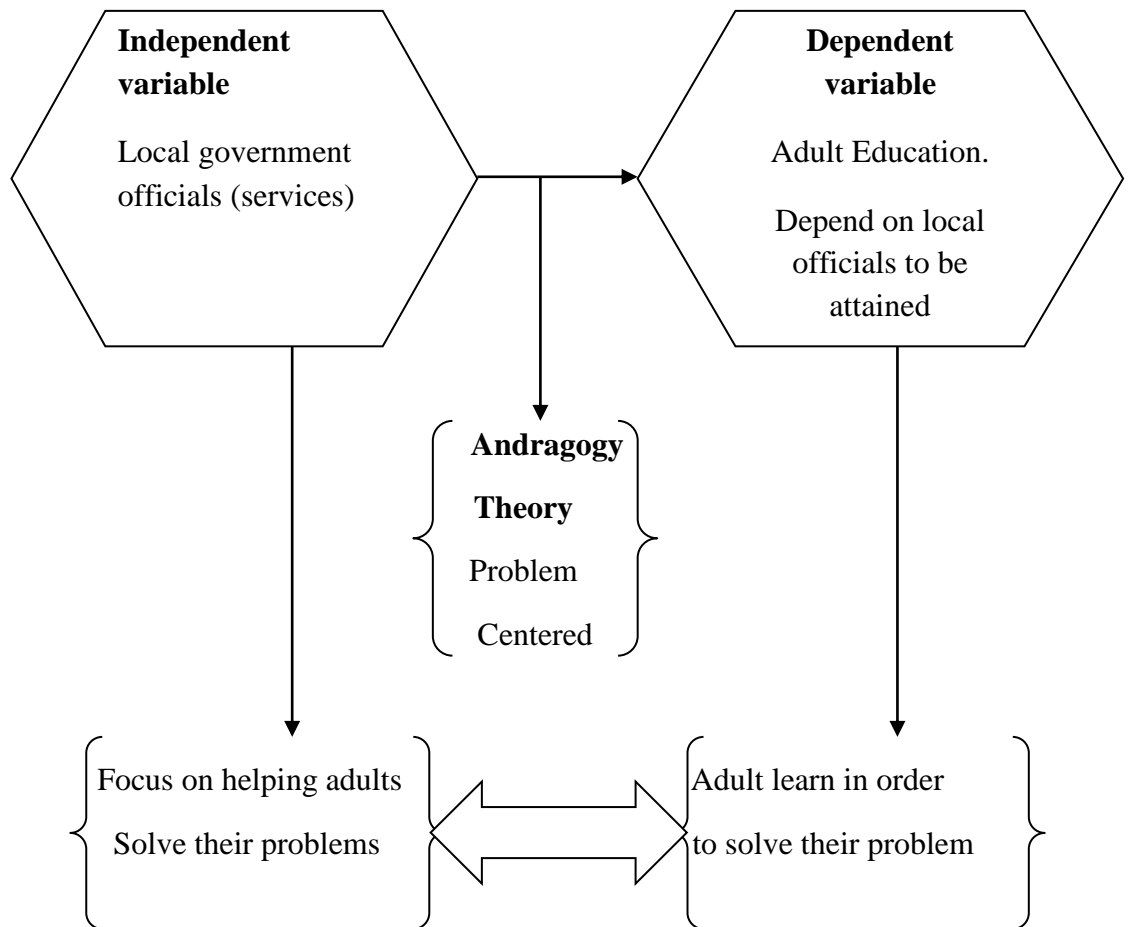 Independent
variable
Local government
officials (services)
Dependent
variable
Adult Education.
Depend on local
officials to be
attained
Andragogy
Theory
Problem
Centered
Focus on helping adults
Solve their problems
Adult learn in order
to solve their problem